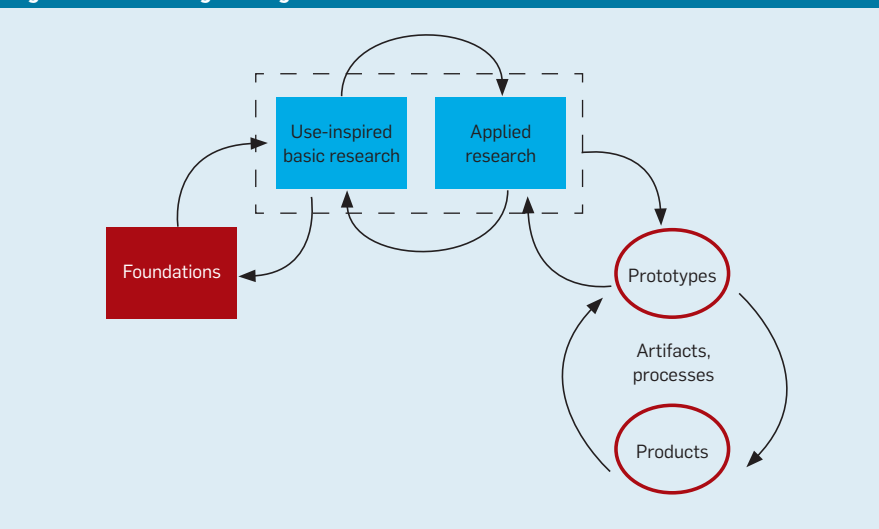 Use-inspired
basic research
Applied
research
Foundations
Prototypes
Artifacts,
processes
Products